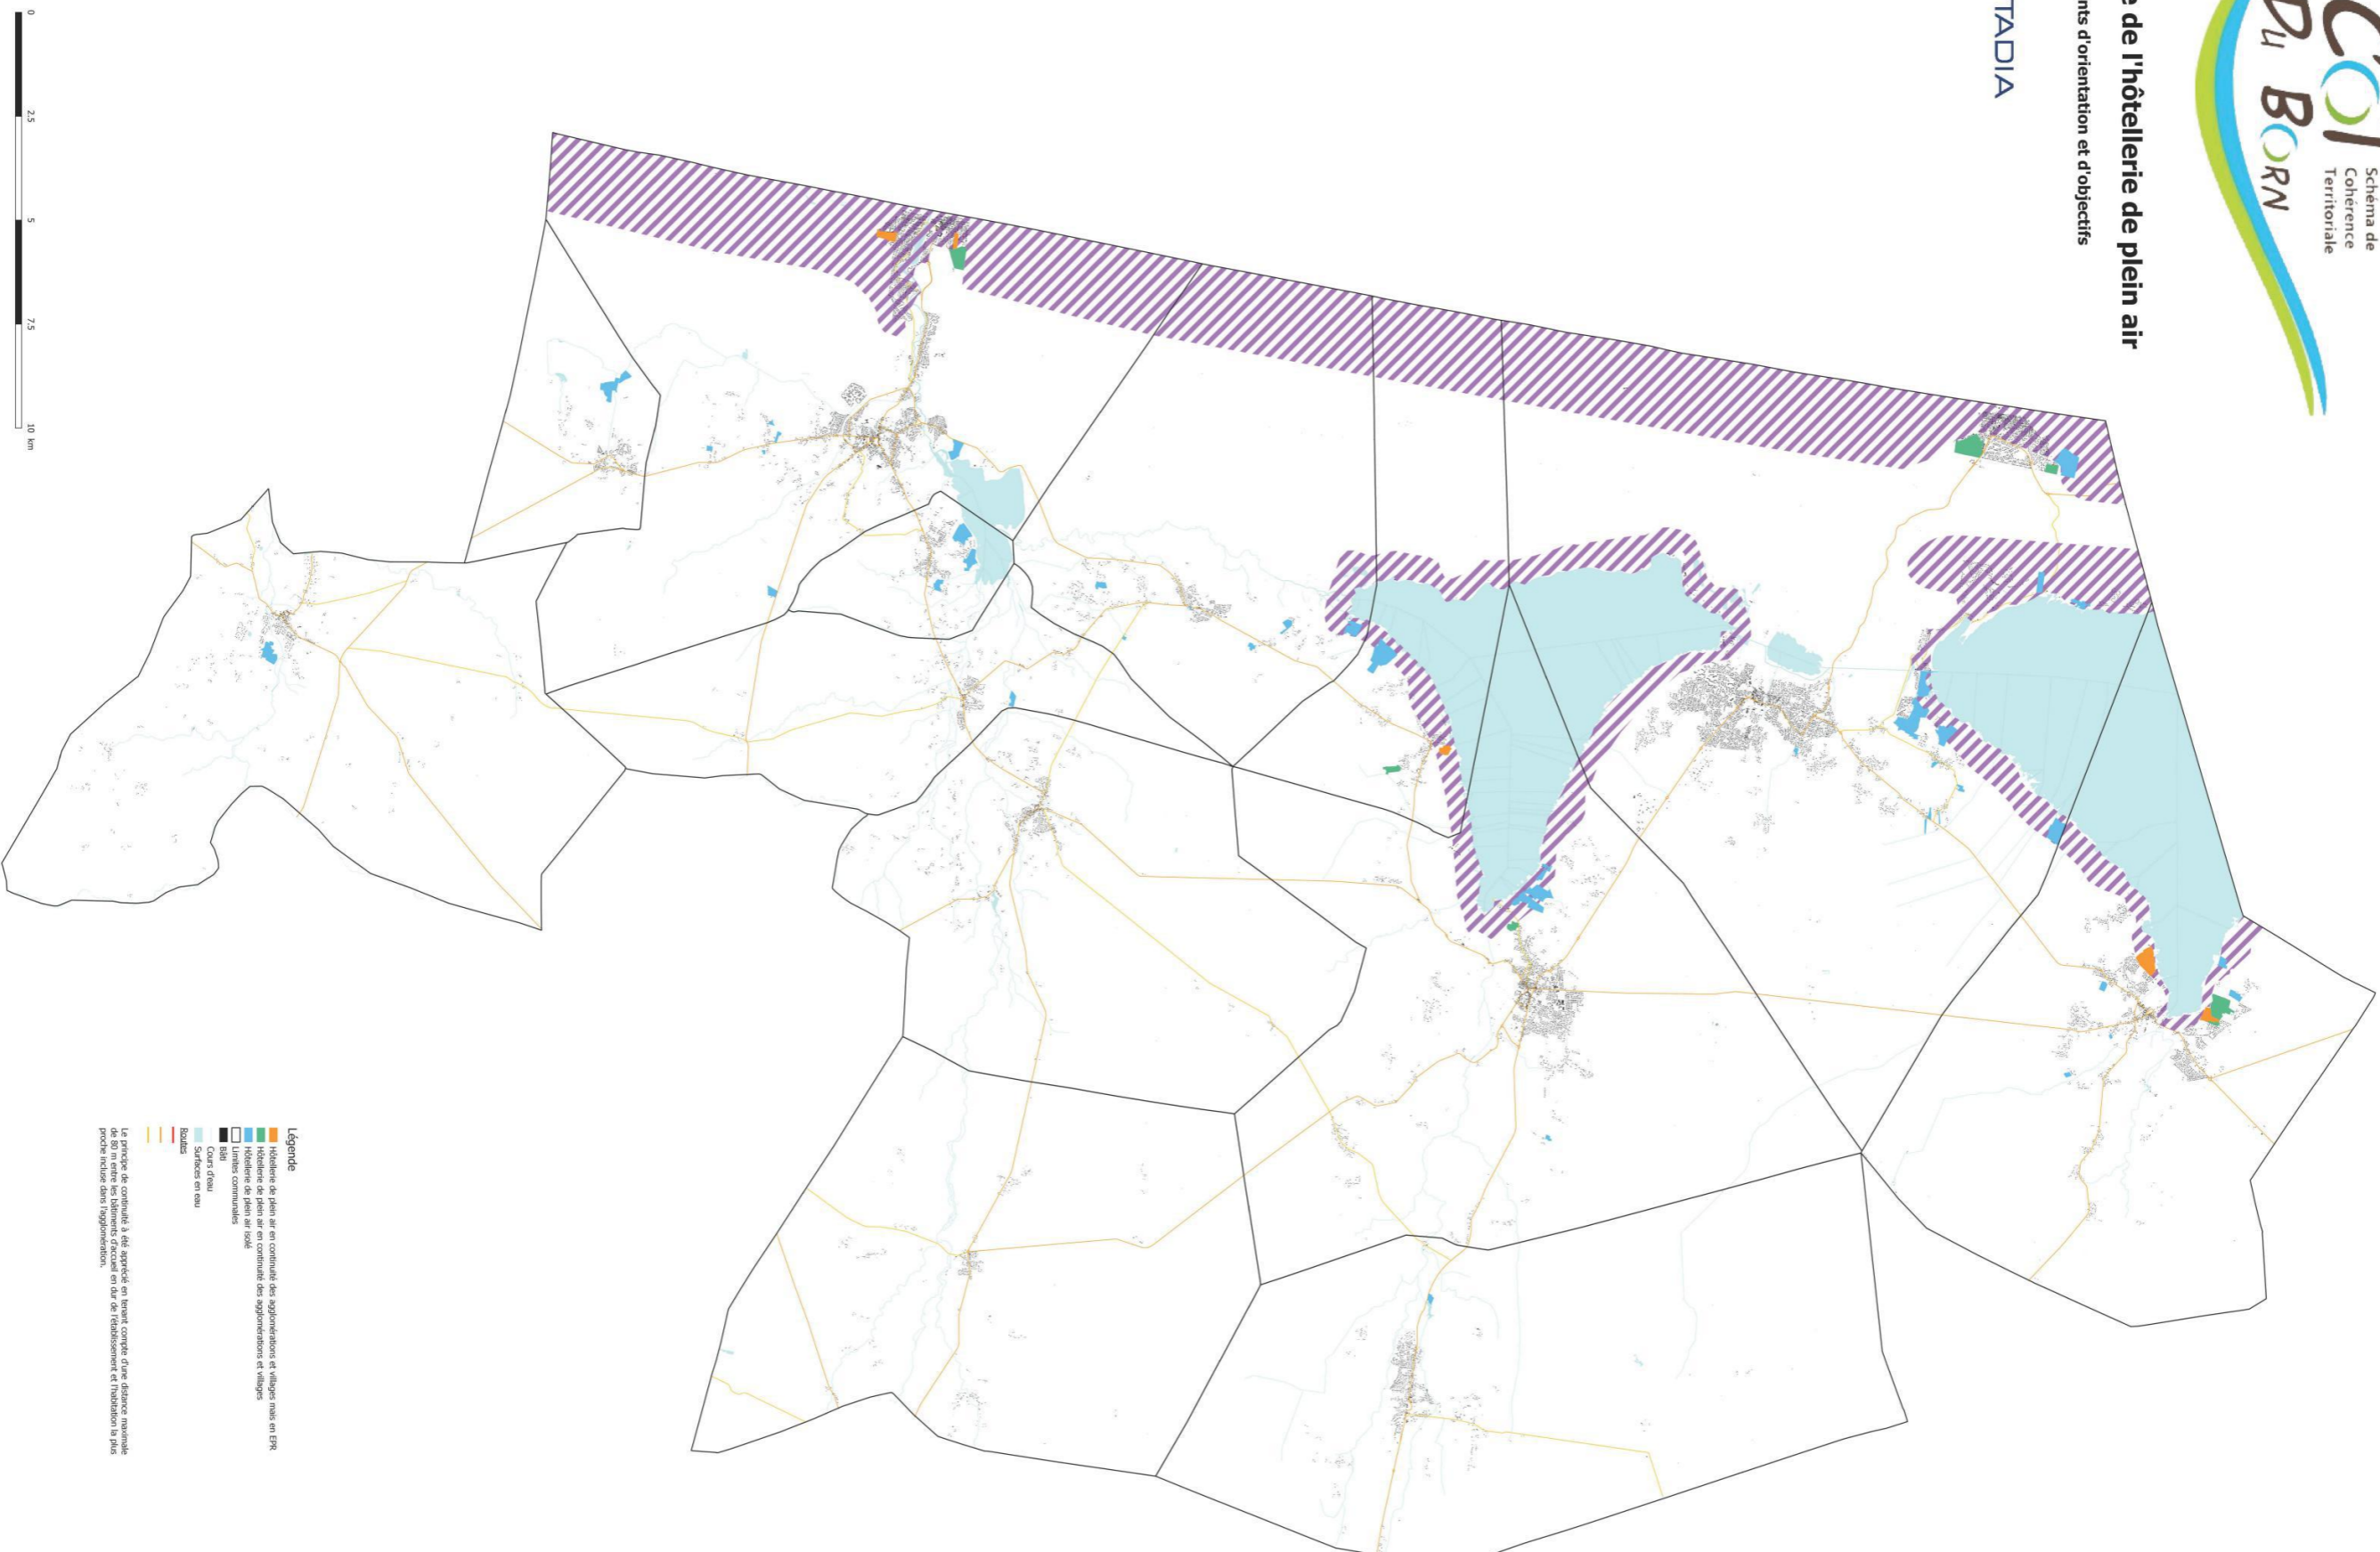 Schéma de
Cohérence
Territoriale
Du Born
de l'hôtellerie de plein air
d'orientation et d'objectifs
0 2.5 5 7.5 10 km
Légende
Hôtellerie de plein air en continuité des agglomérations et villages mais en EPR
Hôtellerie de plein air en continuité des agglomérations et villages
Hôtellerie de plein air isolé
Limites communales
Bâti
Cours d'eau
Surfaces en eau
Routes
Le principe de continuité à été apprécié en tenant compte d'une distance maximale
de 80 m entre les bâtiments d'accueil en dur de l'établissement et l'habitation la plus
proche incluse dans l'agglomération.